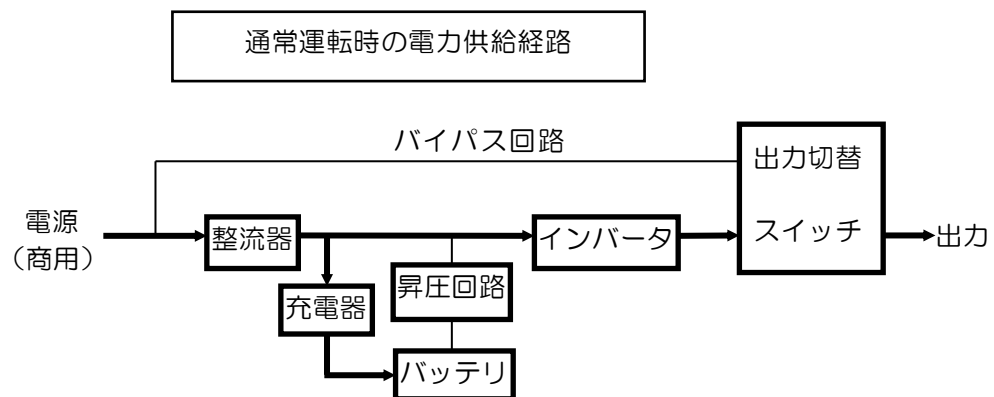 通常運転時の電力供給経路
バイパス回路
出力切替
スイッチ
電源
（商用）
整流器
インバータ
出力
充電器
昇圧回路
バッテリ